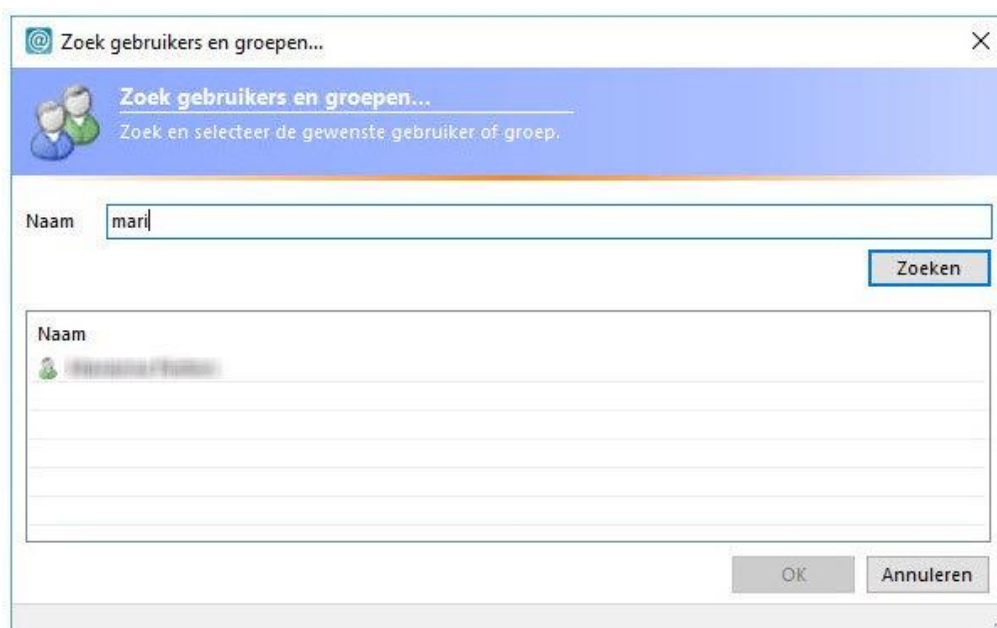 Zoek gebruikers en groepen...
Zoek gebruikers en groepen...
Zoek en selecteer de gewenste gebruiker of groep.
Naam mari
Zoeken
Naam
OK Annuleren